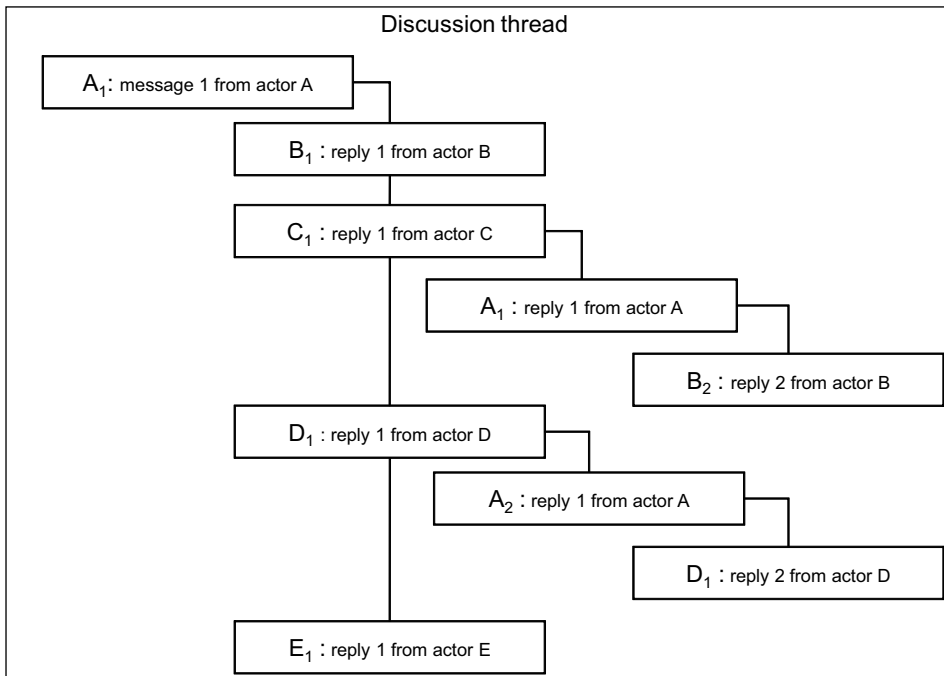 Discussion thread
A₁: message 1 from actor A
B₁ : reply 1 from actor B
C₁ : reply 1 from actor C
A₁ : reply 1 from actor A
B₂ : reply 2 from actor B
D₁ : reply 1 from actor D
A₂ : reply 1 from actor A
D₁ : reply 2 from actor D
E₁ : reply 1 from actor E